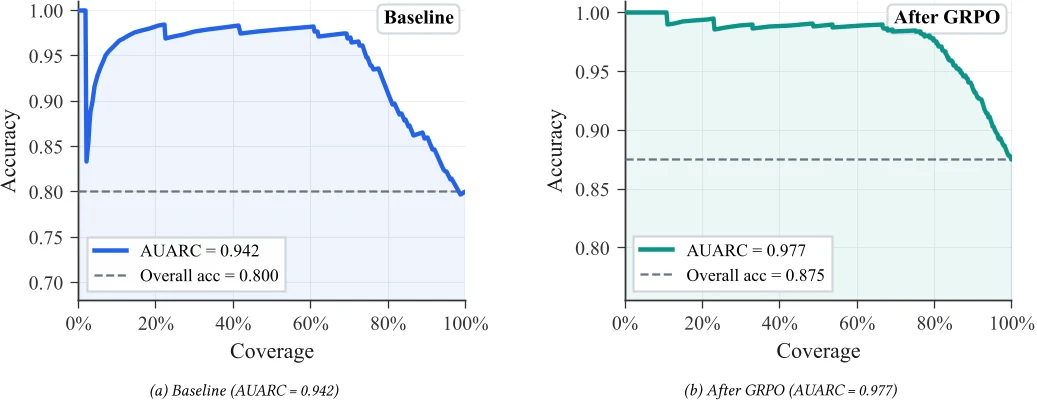 Baseline
Accuracy
1.00
0.95
0.90
0.85
0.80
0.75
0.70
AUARC = 0.942
Overall acc = 0.800
0%
20%
40%
60%
80%
100%
Coverage
(a) Baseline (AUARC = 0.942)
After GRPO
Accuracy
1.00
0.95
0.90
0.85
0.80
AUARC = 0.977
Overall acc = 0.875
0%
20%
40%
60%
80%
100%
Coverage
(b) After GRPO (AUARC = 0.977)